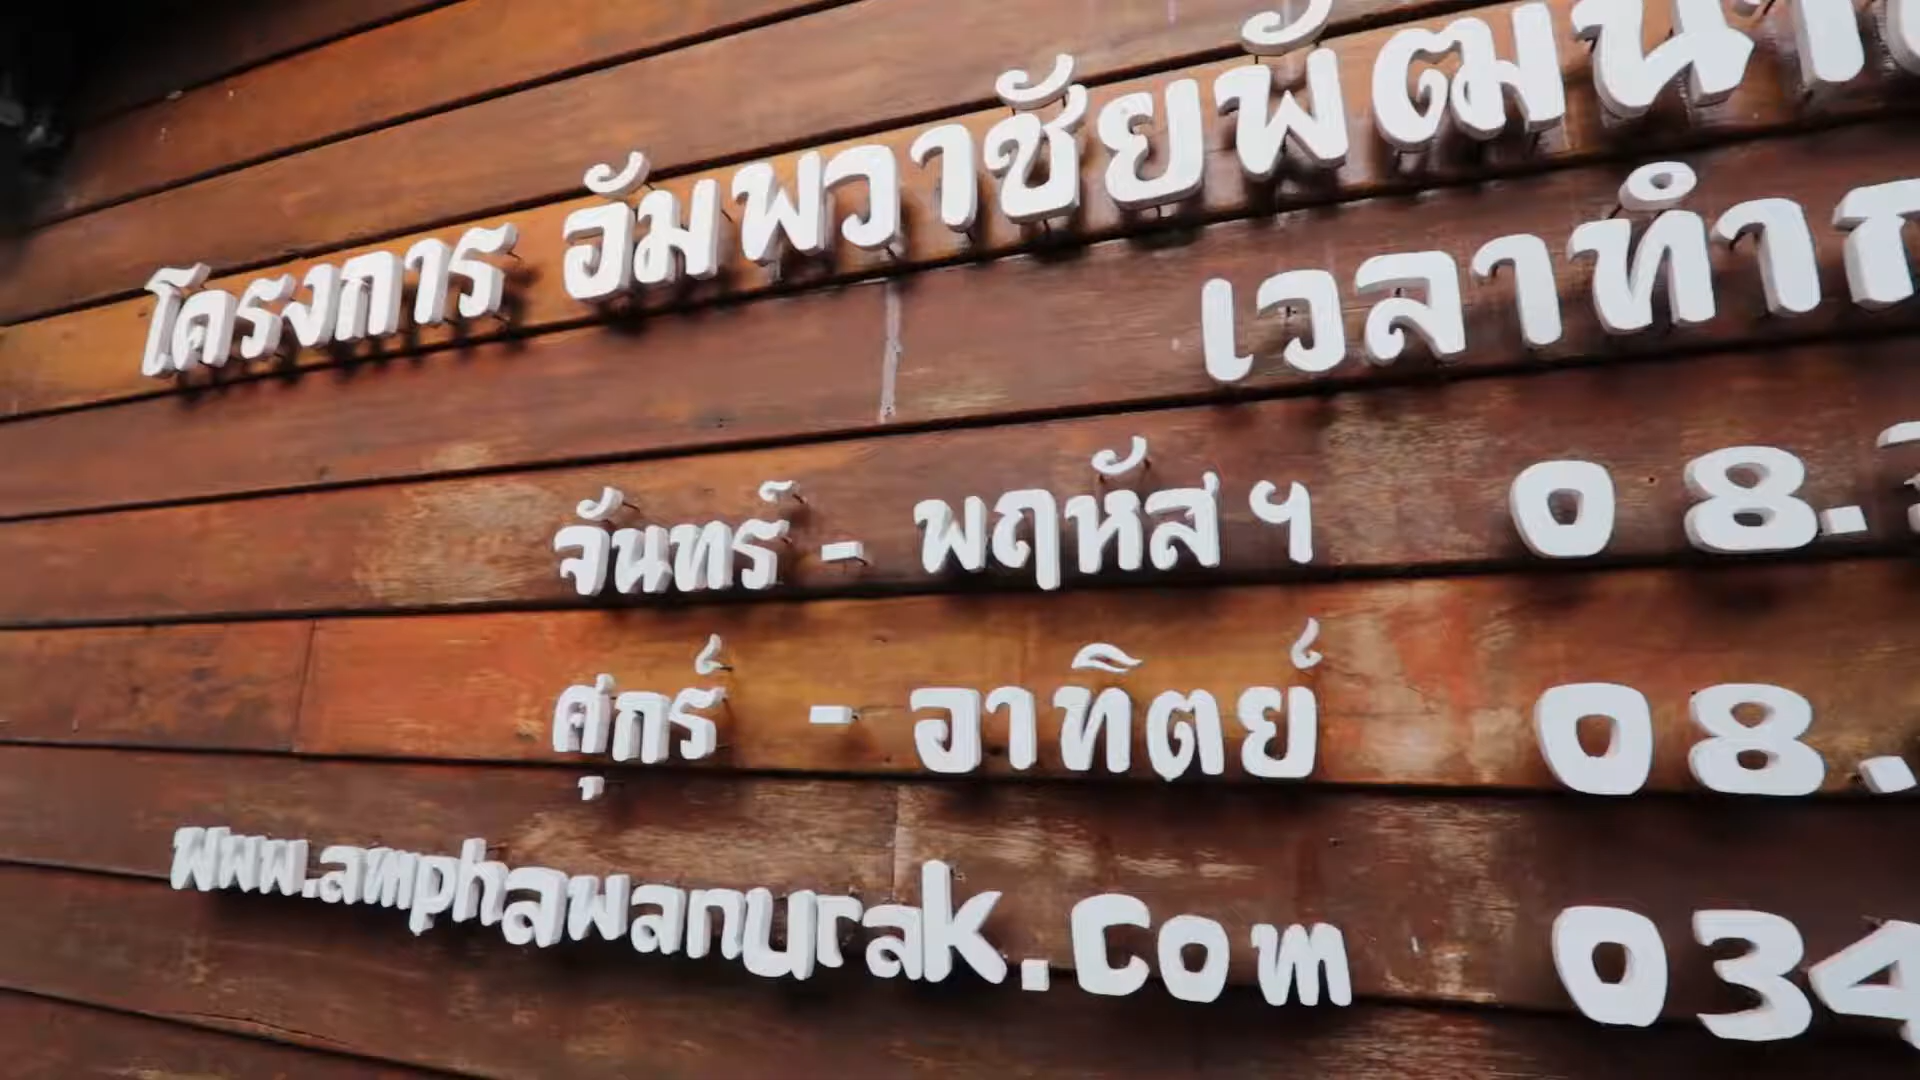 โครงการ อัมพวาชัยพัฒนา
เวลาทำก
จันทร์ - พฤหัสฯ 08.
ศุกร์ - อาทิตย์ 08.
www.amphawanurak.com 034